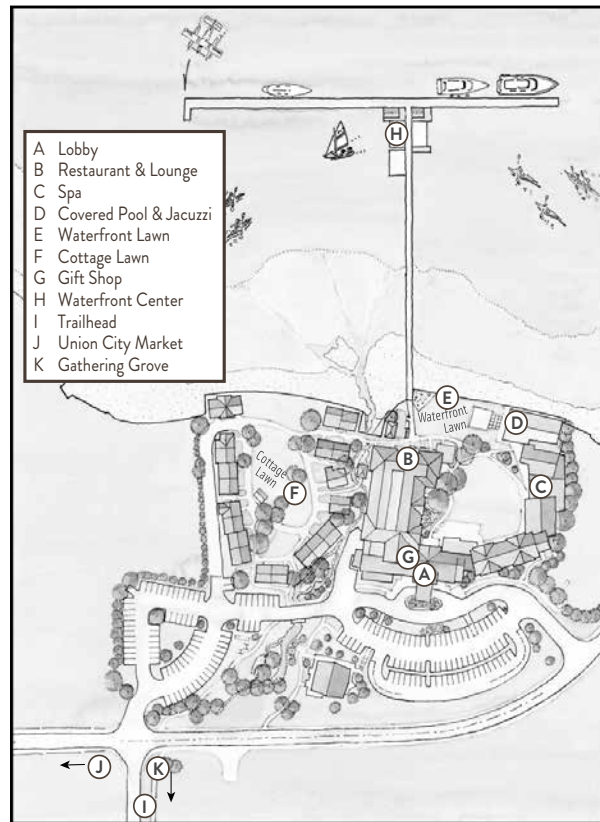 H
A Lobby
B Restaurant & Lounge
C Spa
D Covered Pool & Jacuzzi
E Waterfront Lawn
F Cottage Lawn
G Gift Shop
H Waterfront Center
I Trailhead
J Union City Market
K Gathering Grove
E
Waterfront
Lawn
D
B
Cottage
Lawn
F
C
G
A
J
K
I